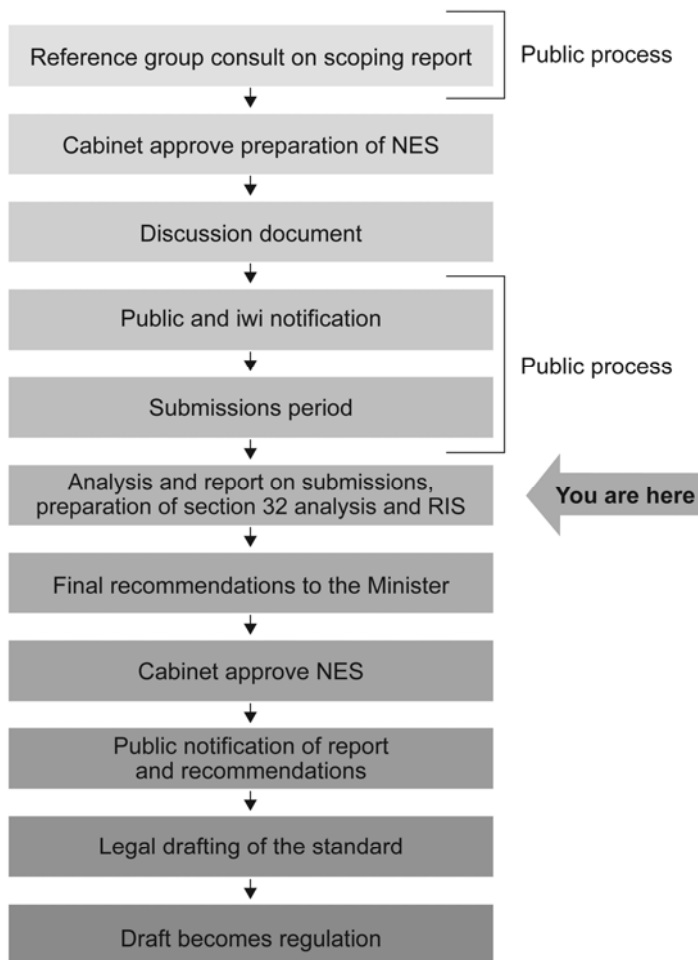 Reference group consult on scoping report
Public process
Cabinet approve preparation of NES
Discussion document
Public and iwi notification
Public process
Submissions period
Analysis and report on submissions,
preparation of section 32 analysis and RIS
You are here
Final recommendations to the Minister
Cabinet approve NES
Public notification of report
and recommendations
Legal drafting of the standard
Draft becomes regulation